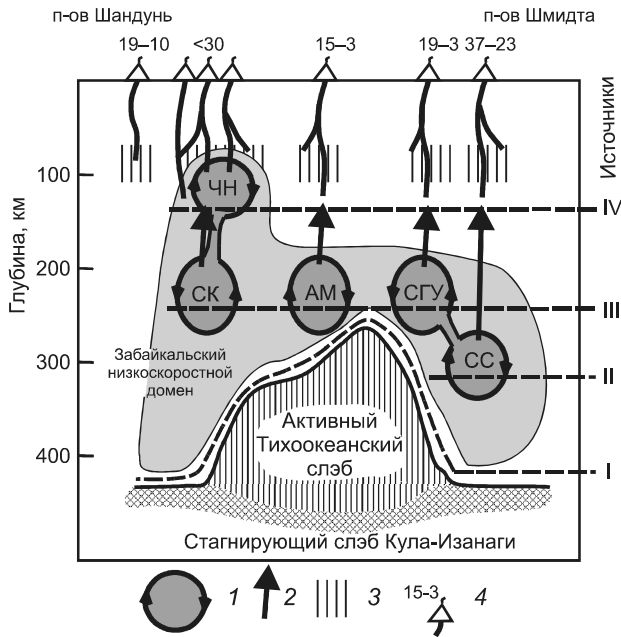 п-ов Шандунь
п-ов Шмидта
19–10
<30
15–3
19–3
37–23
Источники
Глубина, км
100
200
300
400
ЧН
СК
АМ
СГУ
СС
IV
III
II
I
Забайкальский
низкоскоростной
домен
Активный
Тихоокеанский
слэб
Стагнирующий слэб Кула-Изанаги
1
2
3
15-3
4